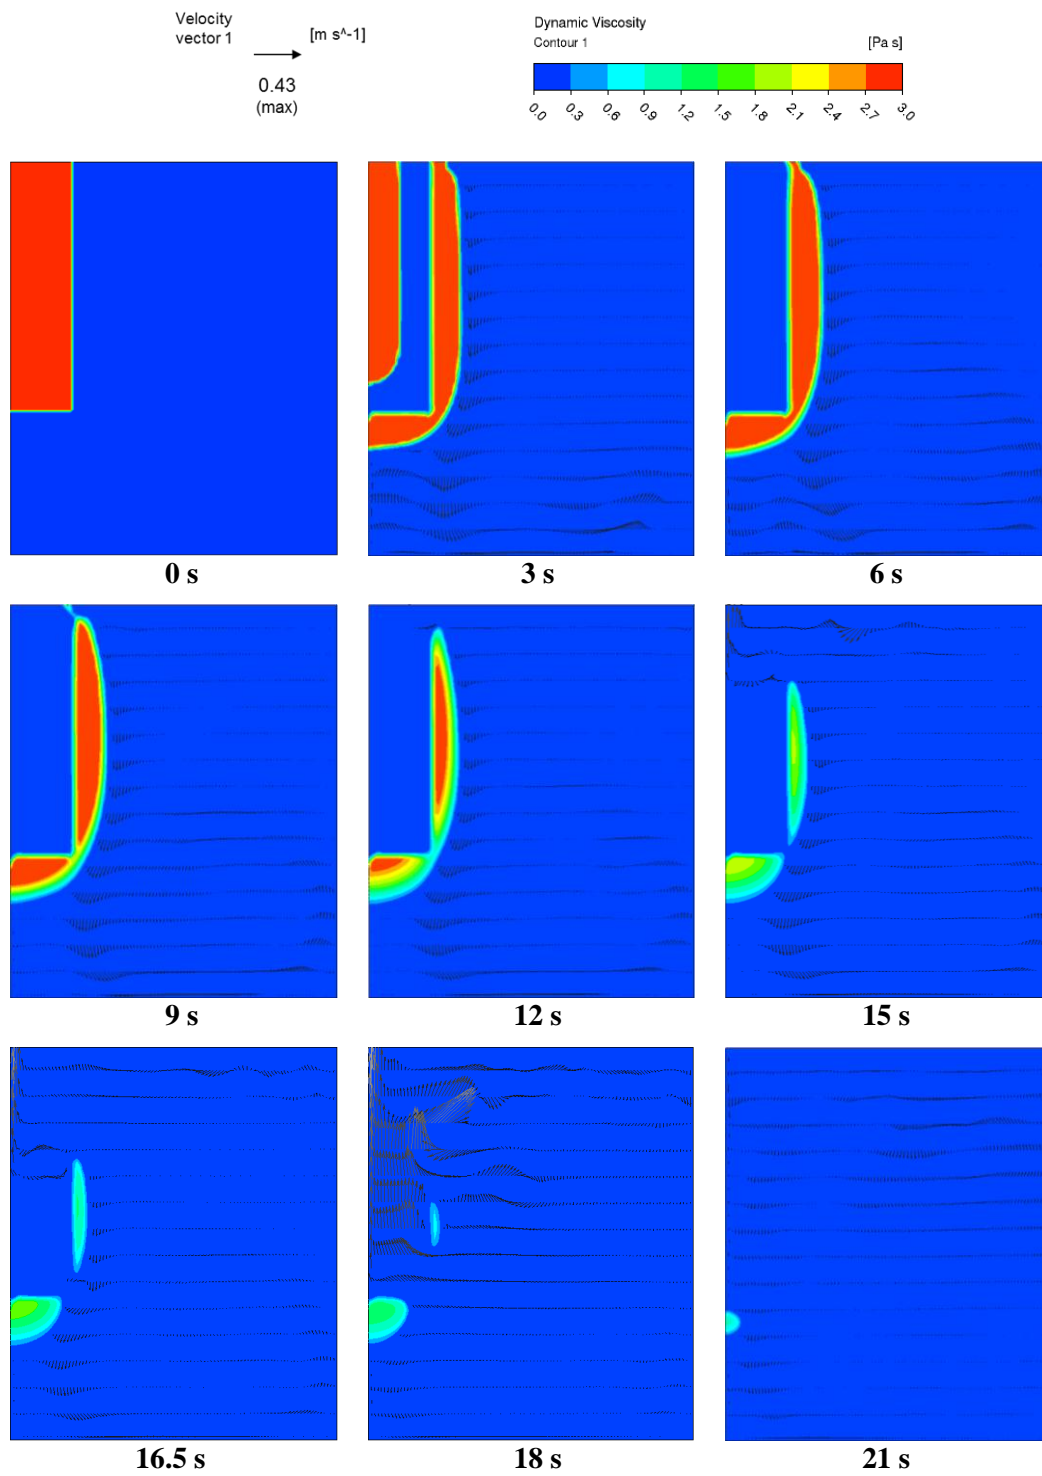 Velocity
vector 1
[m s^-1]
0.43
(max)
Dynamic Viscosity
Contour 1
[Pa s]
0.0 0.3 0.6 0.9 1.2 1.5 1.8 2.1 2.4 2.7 3.0
0 s
3 s
6 s
9 s
12 s
15 s
16.5 s
18 s
21 s